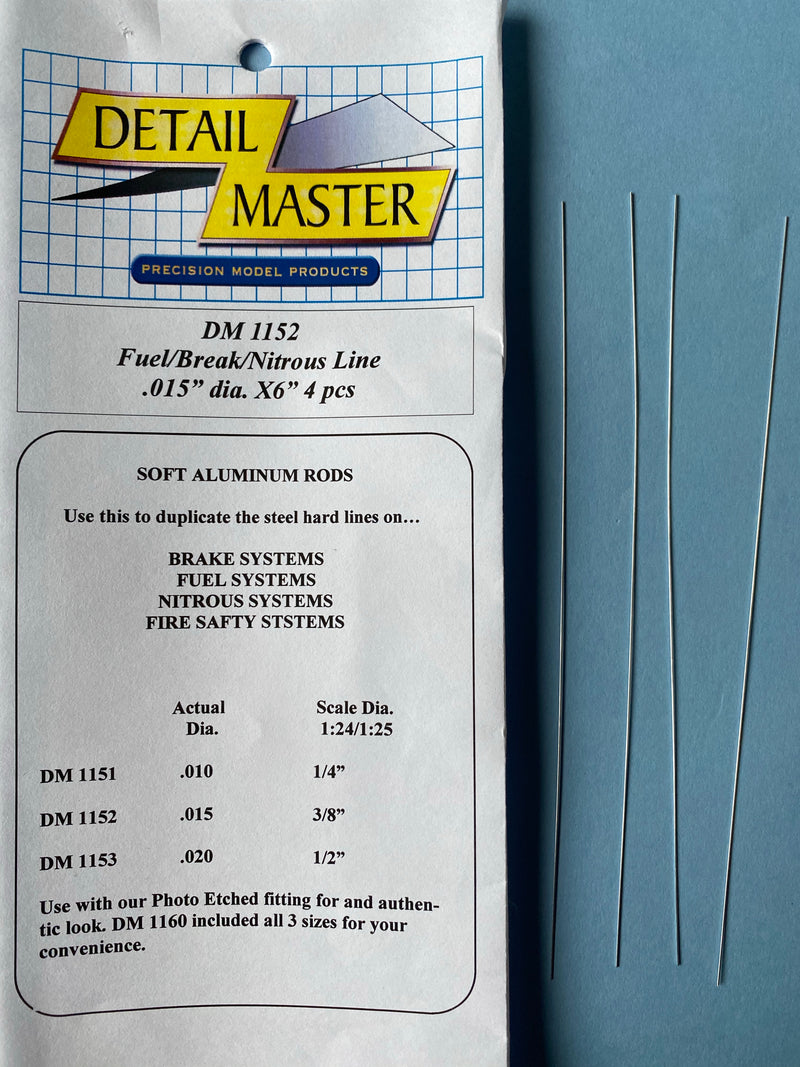 DETAIL
MASTER
PRECISION MODEL PRODUCTS
DM 1152
Fuel/Break/Nitrous Line
.015” dia. X6” 4 pcs
SOFT ALUMINUM RODS
Use this to duplicate the steel hard lines on…
BRAKE SYSTEMS
FUEL SYSTEMS
NITROUS SYSTEMS
FIRE SAFTY STSTEMS
Actual Scale Dia.
Dia. 1:24/1:25
DM 1151 .010 1/4”
DM 1152 .015 3/8”
DM 1153 .020 1/2”
Use with our Photo Etched fitting for and authen-
tic look. DM 1160 included all 3 sizes for your
convenience.